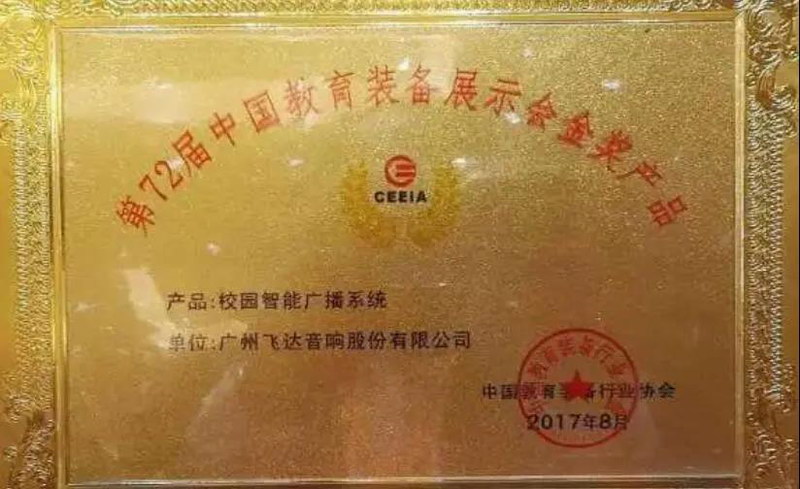 第72届中国教育装备展示会金奖产品
CEEIA
产品:校园智能广播系统
单位:广州飞达音响股份有限公司
中国教育装备行业协会
2017年8月